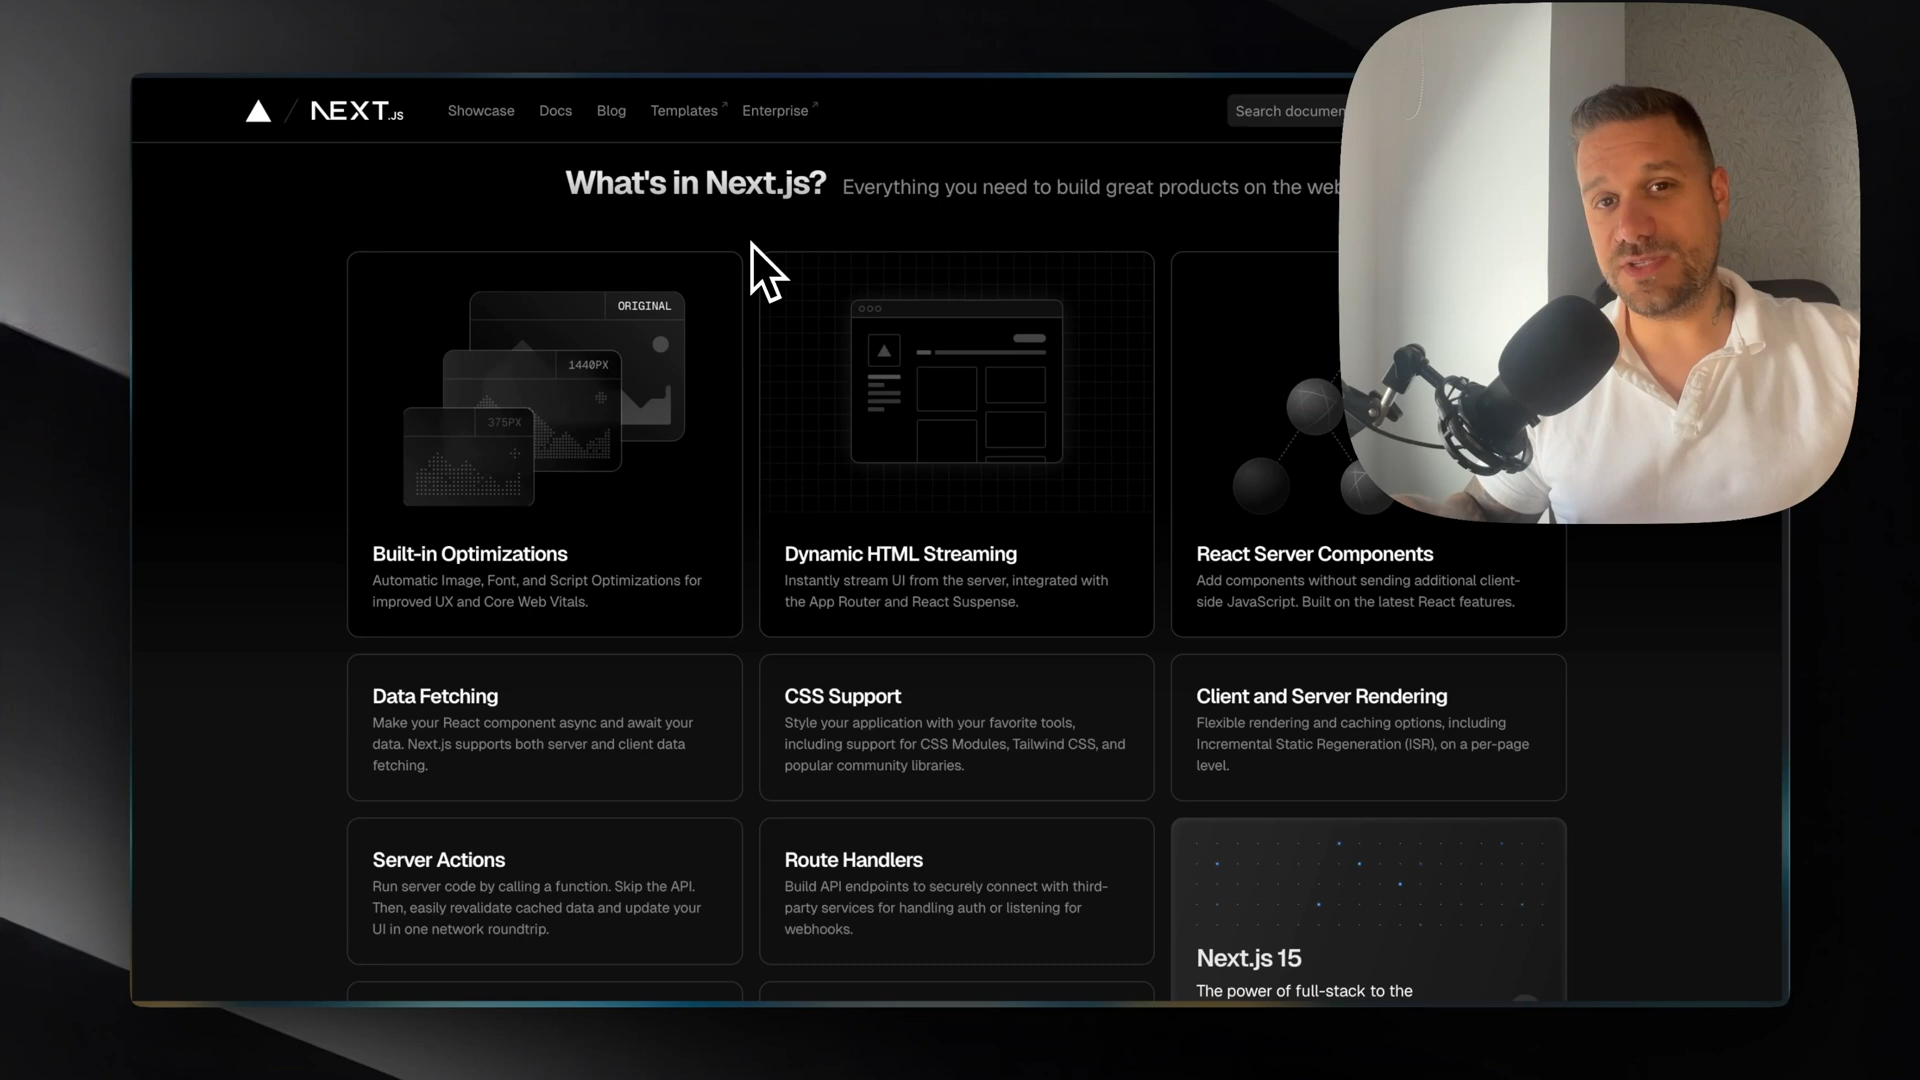 NEXT.JS
Showcase
Docs
Blog
Templates
Enterprise
Search documen
What's in Next.js?
Everything you need to build great products on the web
ORIGINAL
1440PX
375PX
Built-in Optimizations
Automatic Image, Font, and Script Optimizations for
improved UX and Core Web Vitals.
Dynamic HTML Streaming
Instantly stream UI from the server, integrated with
the App Router and React Suspense.
React Server Components
Add components without sending additional client-
side JavaScript. Built on the latest React features.
Data Fetching
Make your React component async and await your
data. Next.js supports both server and client data
fetching.
CSS Support
Style your application with your favorite tools,
including support for CSS Modules, Tailwind CSS, and
popular community libraries.
Client and Server Rendering
Flexible rendering and caching options, including
Incremental Static Regeneration (ISR), on a per-page
level.
Server Actions
Run server code by calling a function. Skip the API.
Then, easily revalidate cached data and update your
UI in one network roundtrip.
Route Handlers
Build API endpoints to securely connect with third-
party services for handling auth or listening for
webhooks.
Next.js 15
The power of full-stack to the